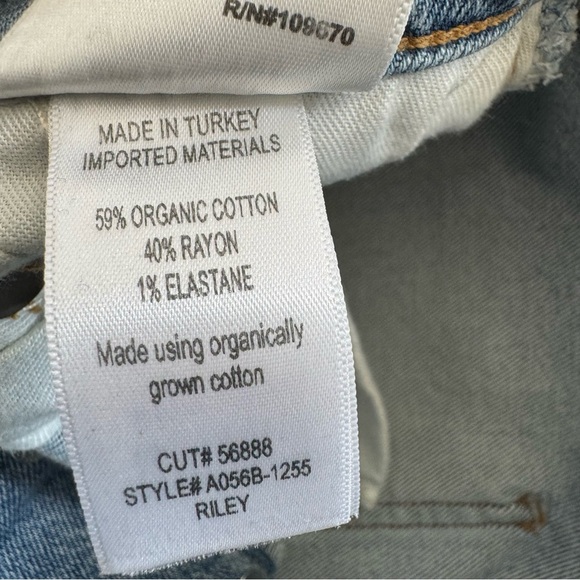 R/N#109670
MADE IN TURKEY
IMPORTED MATERIALS
59% ORGANIC COTTON
40% RAYON
1% ELASTANE
Made using organically
grown cotton
CUT# 56888
STYLE# A056B-1255
RILEY